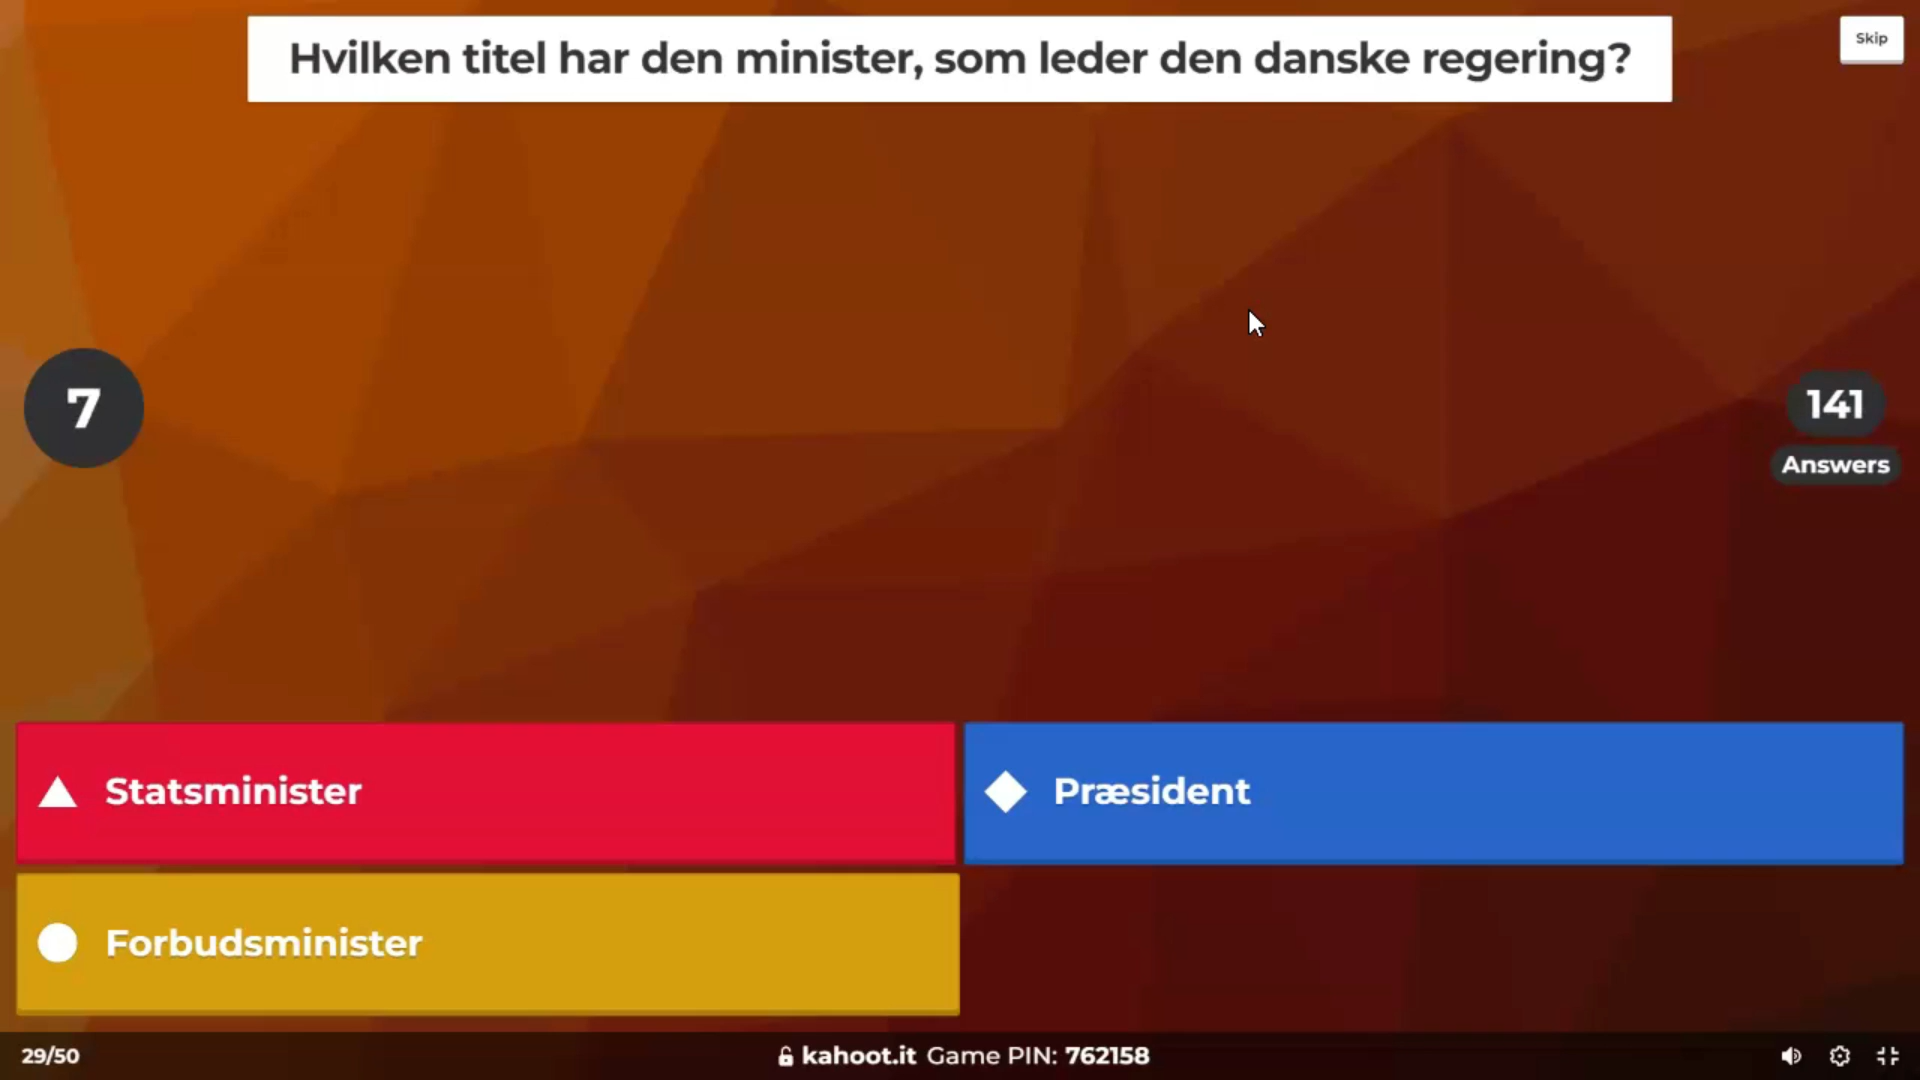 Hvilken titel har den minister, som leder den danske regering?
Skip
7
141
Answers
Statsminister
Præsident
Forbudsminister
29/50
kahoot.it Game PIN: 762158